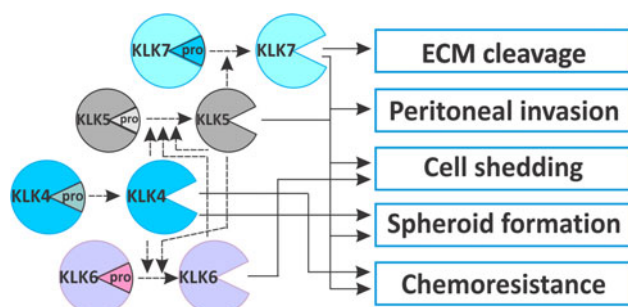 KLK7 pro KLK7
ECM cleavage
KLK5 pro KLK5
Peritoneal invasion
Cell shedding
KLK4 pro KLK4
Spheroid formation
KLK6 pro KLK6
Chemoresistance